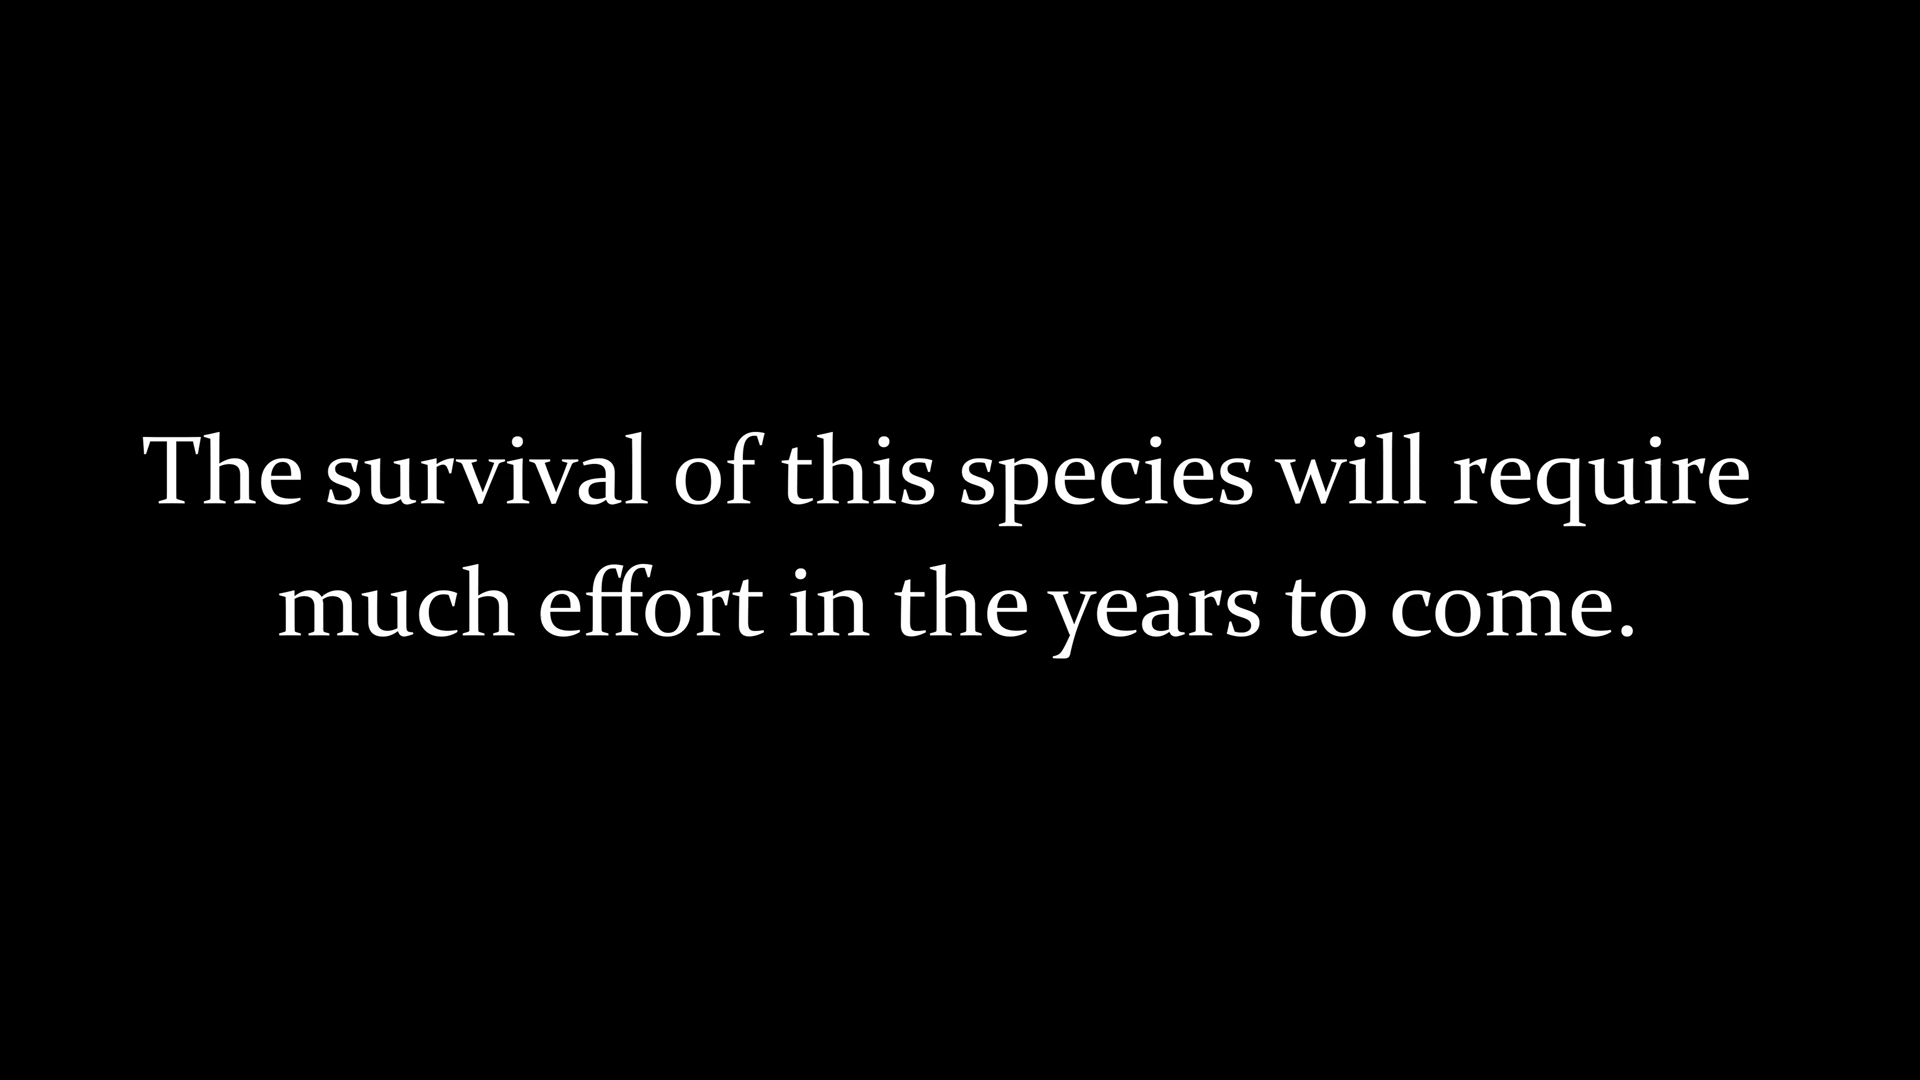 The survival of this species will require
much effort in the years to come.